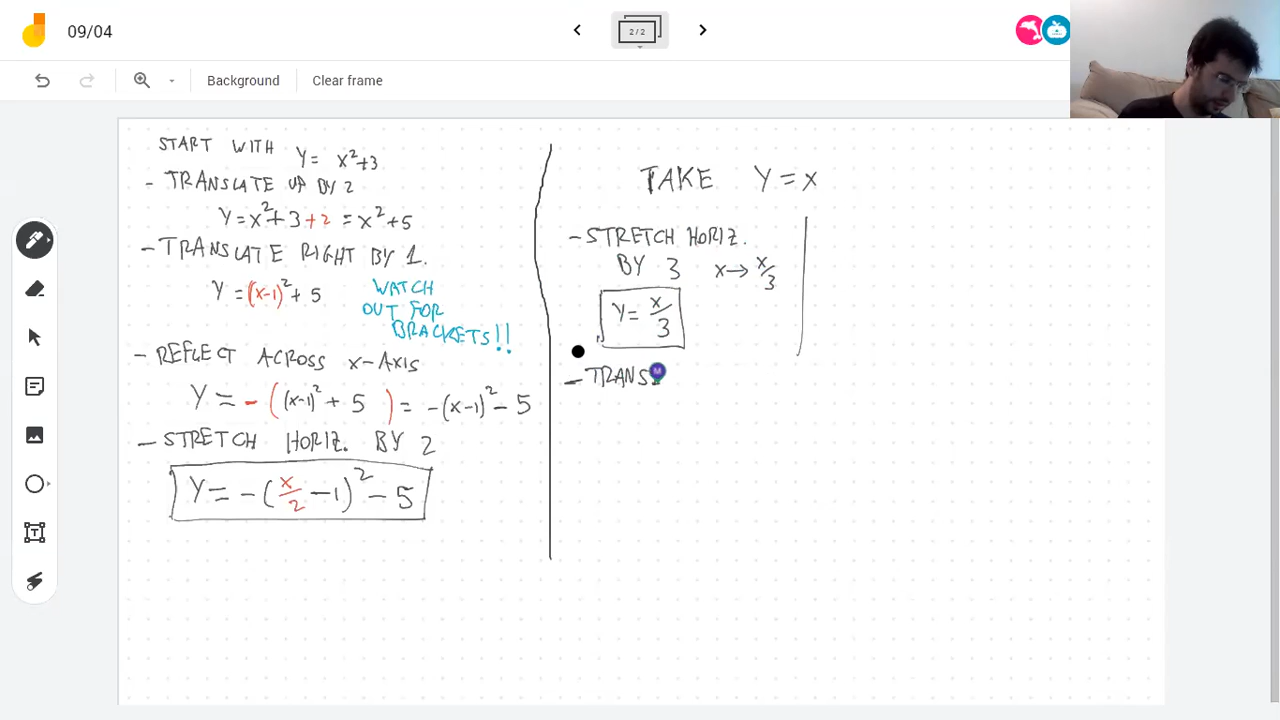 09/04
2/2
Background
Clear frame
START WITH Y = x²+3
- TRANSLATE UP BY 2
Y = x²+3+2 = x²+5
- TRANSLATE RIGHT BY 1.
Y = (x-1)²+5
WATCH
OUT FOR
BRACKETS!!
- REFLECT ACROSS x-AXIS
Y = -((x-1)²+5) = -(x-1)²-5
- STRETCH HORIZ. BY 2
Y = -(x/2-1)²-5
TAKE Y = x
- STRETCH HORIZ.
BY 3 x→x/3
Y = x/3
- TRANS
M